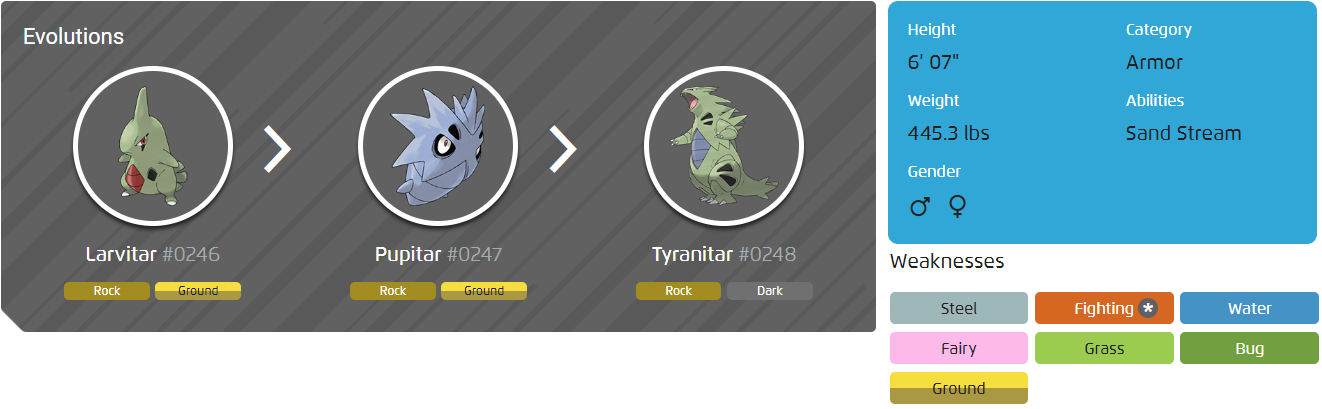 Evolutions
Larvitar #0246
Rock Ground
Pupitar #0247
Rock Ground
Tyranitar #0248
Rock Dark
Height
6' 07"
Weight
445.3 lbs
Gender
♂ ♀
Category
Armor
Abilities
Sand Stream
Weaknesses
Steel Fighting * Water
Fairy Grass Bug
Ground